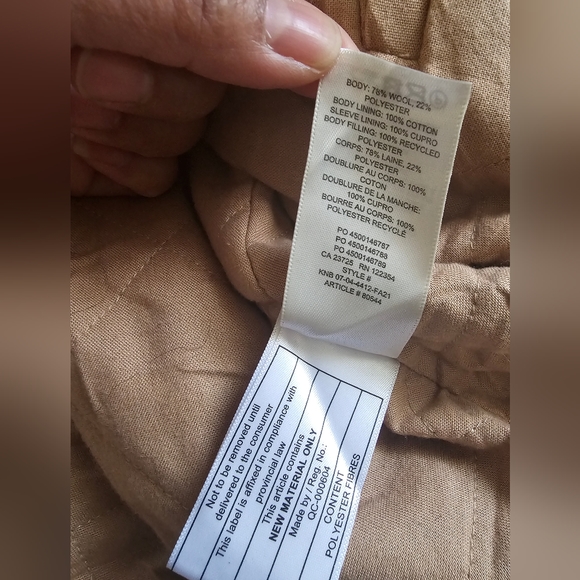 BODY: 78% WOOL, 22%
POLYESTER
BODY LINING: 100% COTTON
SLEEVE LINING: 100% CUPRO
BODY FILLING: 100% RECYCLED
POLYESTER
CORPS: 78% LAINE, 22%
POLYESTER
DOUBLURE AU CORPS: 100%
COTON
DOUBLURE DE LA MANCHE:
100% CUPRO
BOURRE AU CORPS: 100%
POLYESTER RECYCLÉ
PO 4500146787
PO 4500146788
PO 4500146789
CA 23725 RN 122354
STYLE #
KNB 07-04-4412-FA21
ARTICLE # 80544
Not to be removed until
delivered to the consumer
This label is affixed in compliance with
provincial law
This article contains
NEW MATERIAL ONLY
Made by / Reg. No.:
QC-000604
CONTENT
POLYESTER FIBRES